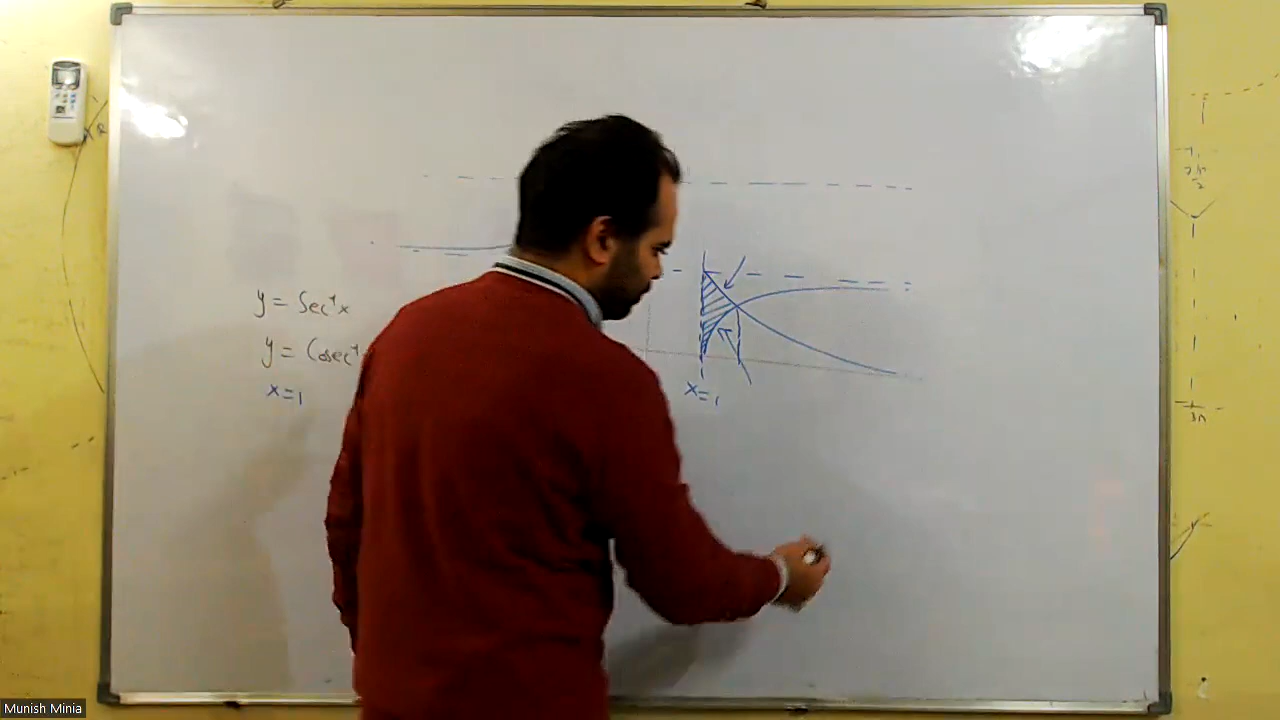 y = Sec⁻¹x
y = Cosec⁻¹
x=1
x=1
Munish Minia